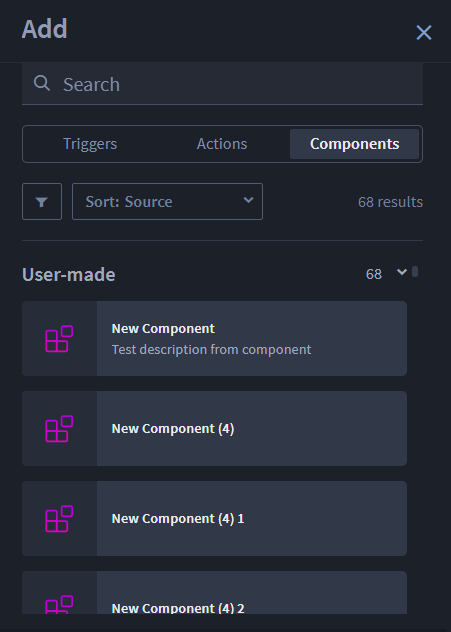 Add
Search
Triggers Actions Components
Sort: Source 68 results
User-made 68
New Component
Test description from component
New Component (4)
New Component (4) 1
New Component (4) 2